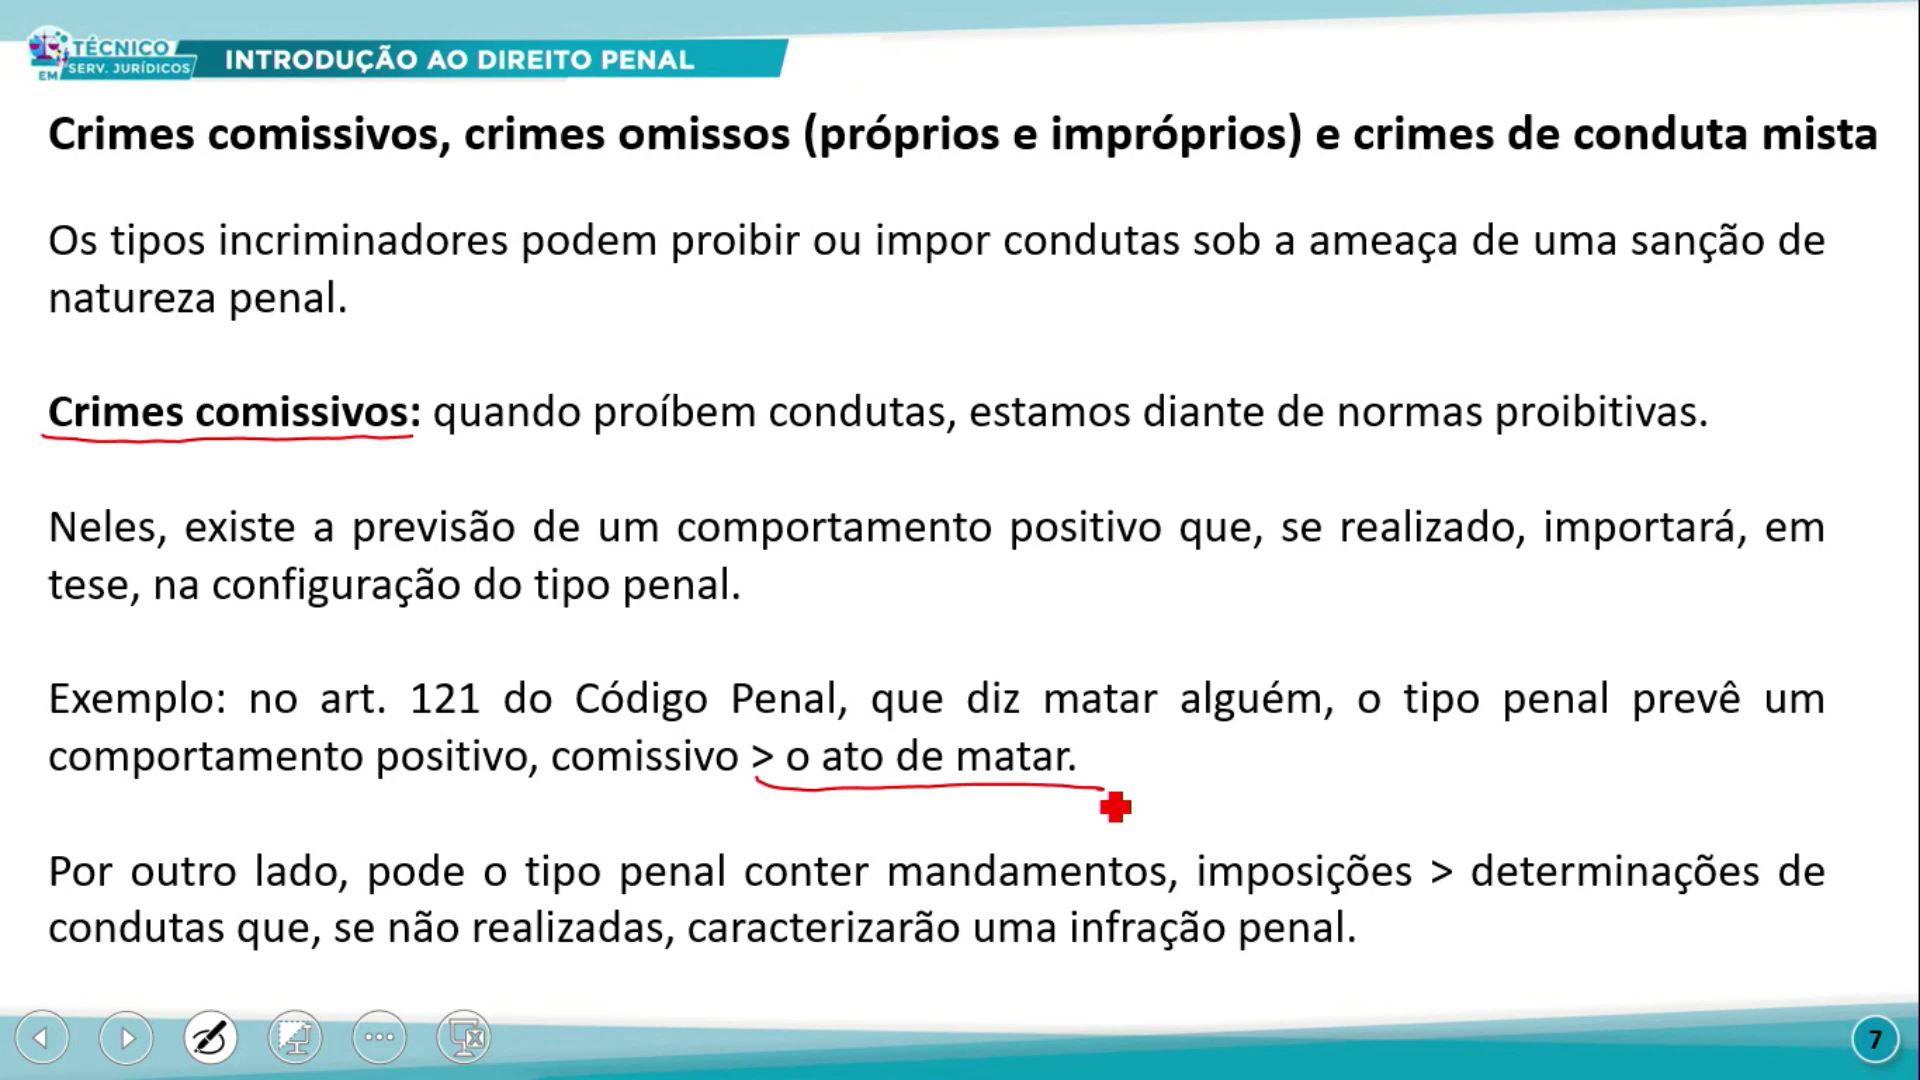 TÉCNICO
EM SERV. JURÍDICOS
INTRODUÇÃO AO DIREITO PENAL
Crimes comissivos, crimes omissos (próprios e impróprios) e crimes de conduta mista
Os tipos incriminadores podem proibir ou impor condutas sob a ameaça de uma sanção de
natureza penal.
Crimes comissivos: quando proíbem condutas, estamos diante de normas proibitivas.
Neles, existe a previsão de um comportamento positivo que, se realizado, importará, em
tese, na configuração do tipo penal.
Exemplo: no art. 121 do Código Penal, que diz matar alguém, o tipo penal prevê um
comportamento positivo, comissivo > o ato de matar.
Por outro lado, pode o tipo penal conter mandamentos, imposições > determinações de
condutas que, se não realizadas, caracterizarão uma infração penal.
7